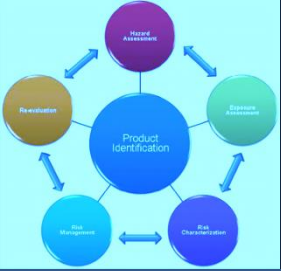 Hazard
Assessment
Re-evaluation
Exposure
Assessment
Product
Identification
Risk
Management
Risk
Characterization